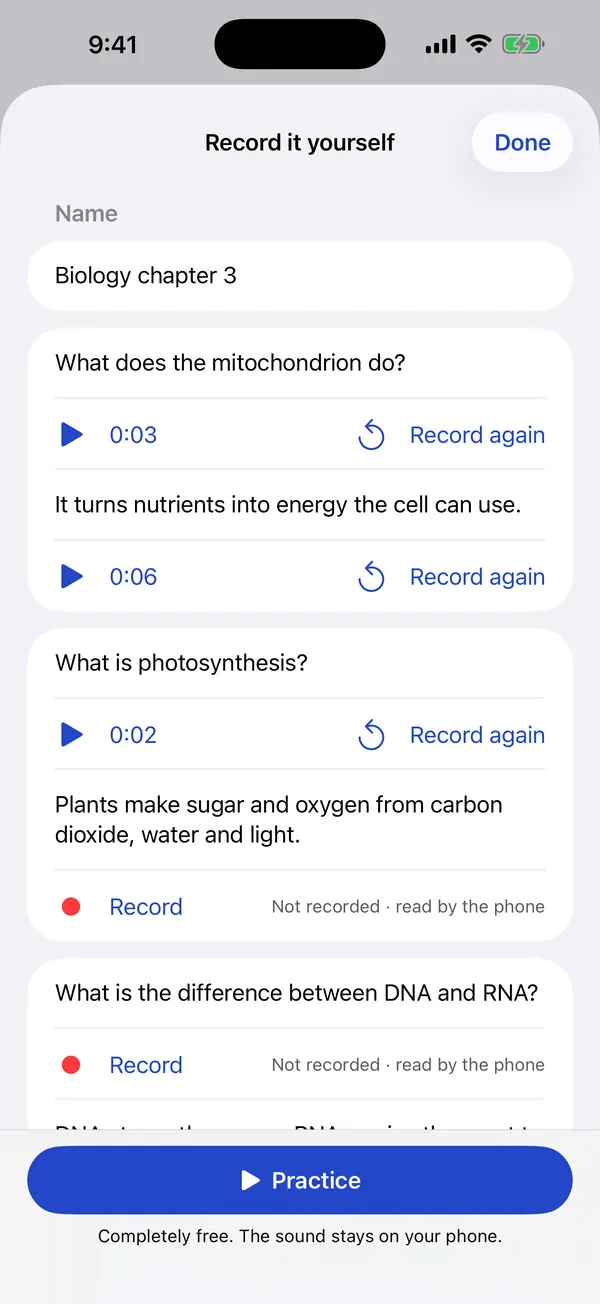 9:41
Record it yourself
Done
Name
Biology chapter 3
What does the mitochondrion do?
0:03
Record again
It turns nutrients into energy the cell can use.
0:06
Record again
What is photosynthesis?
0:02
Record again
Plants make sugar and oxygen from carbon
dioxide, water and light.
Record
Not recorded · read by the phone
What is the difference between DNA and RNA?
Record
Not recorded · read by the phone
Practice
Completely free. The sound stays on your phone.